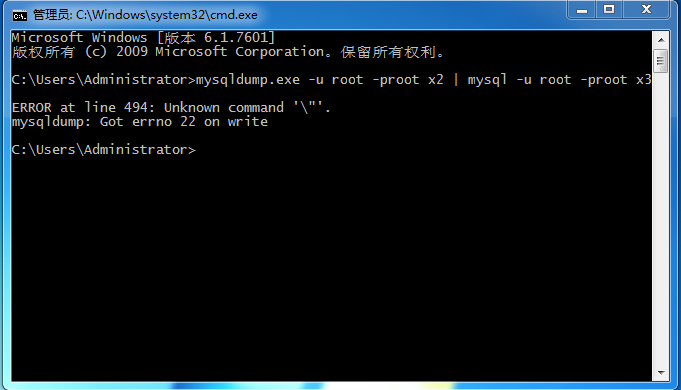 管理员: C:\Windows\system32\cmd.exe
Microsoft Windows [版本 6.1.7601]
版权所有 (c) 2009 Microsoft Corporation。保留所有权利。
C:\Users\Administrator>mysqldump.exe -u root -proot x2 | mysql -u root -proot x3
ERROR at line 494: Unknown command '\"'.
mysqldump: Got errno 22 on write
C:\Users\Administrator>